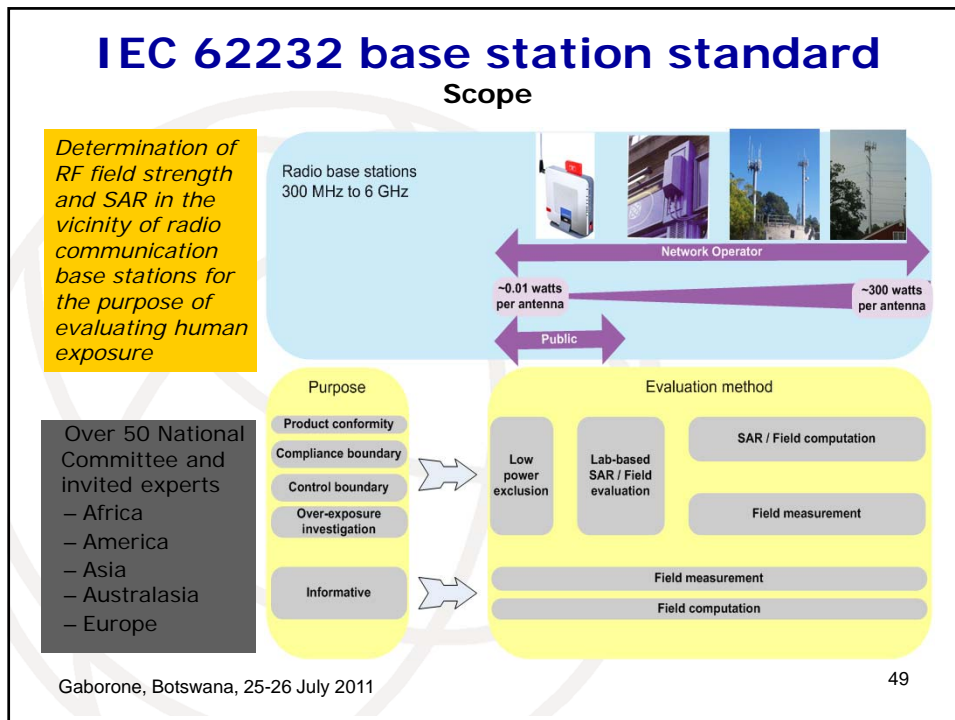 IEC 62232 base station standard
Scope
Determination of
RF field strength
and SAR in the
vicinity of radio
communication
base stations for
the purpose of
evaluating human
exposure
Over 50 National
Committee and
invited experts
– Africa
– America
– Asia
– Australasia
– Europe
Radio base stations
300 MHz to 6 GHz
Network Operator
~0.01 watts
per antenna
~300 watts
per antenna
Public
Purpose
Product conformity
Compliance boundary
Control boundary
Over-exposure
investigation
Informative
Evaluation method
Low
power
exclusion
Lab-based
SAR / Field
evaluation
SAR / Field computation
Field measurement
Field measurement
Field computation
Gaborone, Botswana, 25-26 July 2011
49